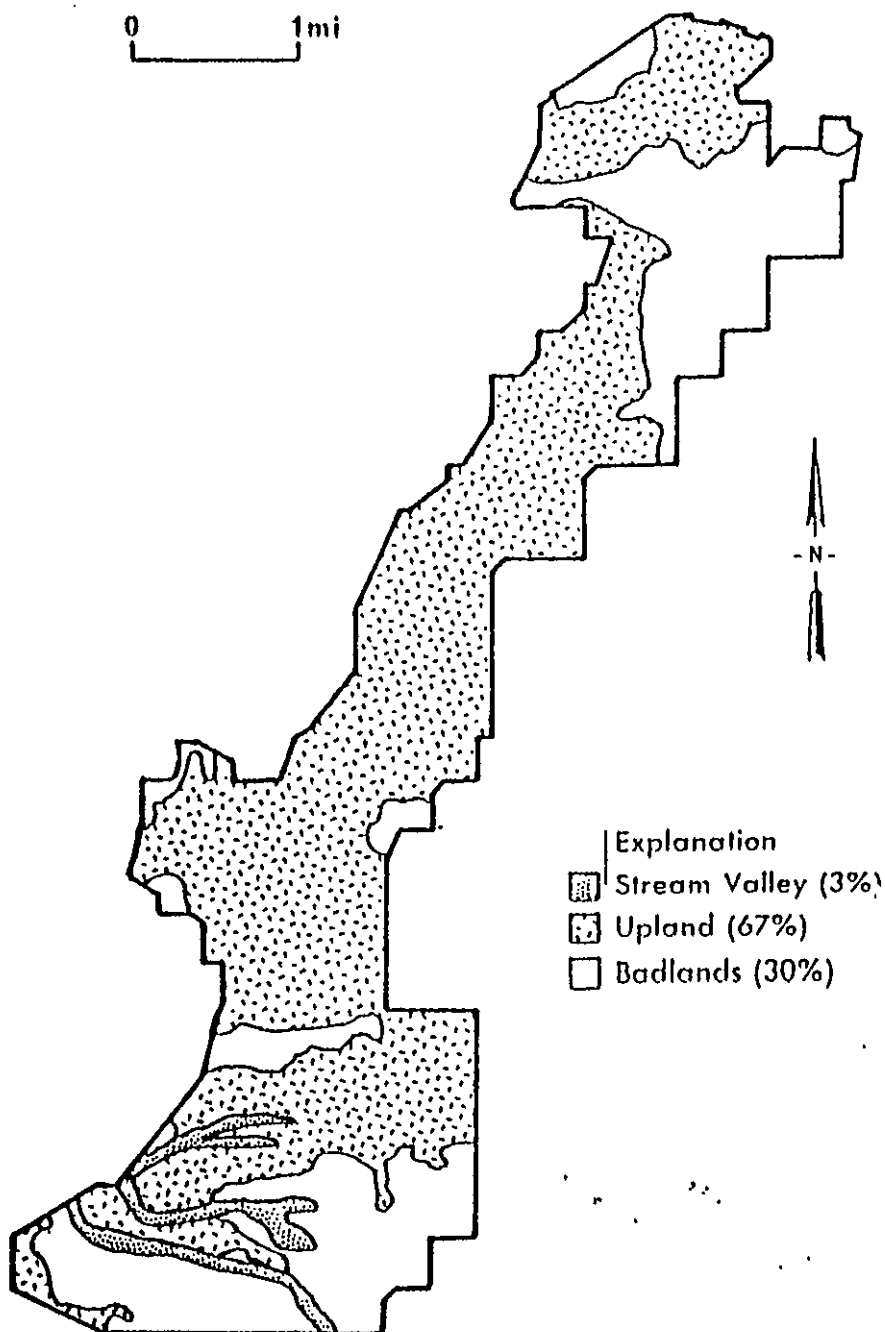 0 1mi
-N-
Explanation
Stream Valley (3%)
Upland (67%)
Badlands (30%)